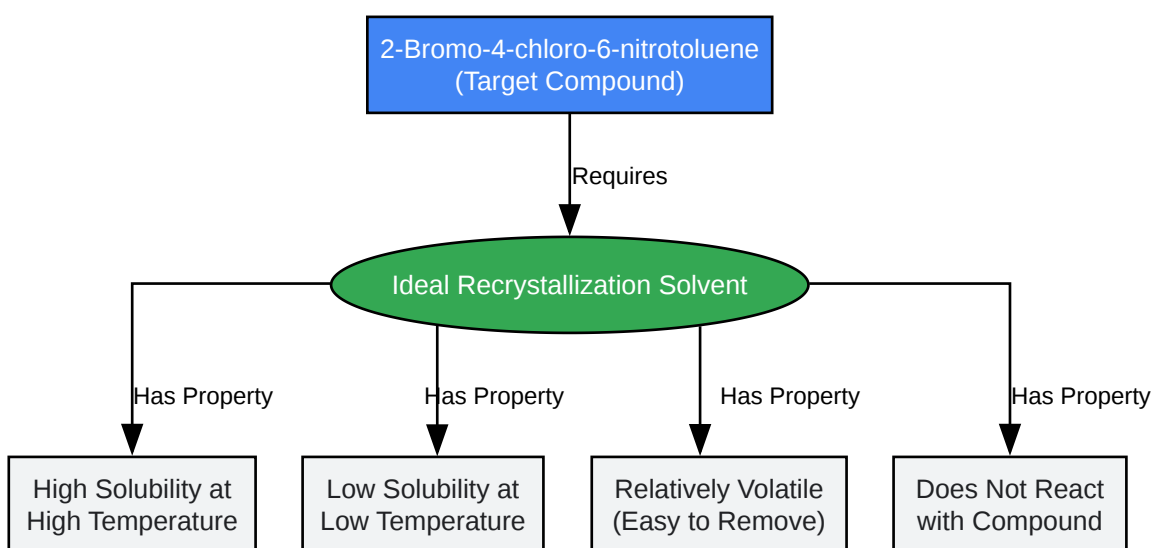 2-Bromo-4-chloro-6-nitrotoluene
(Target Compound)
Requires
Ideal Recrystallization Solvent
Has Property
Has Property
Has Property
Has Property
High Solubility at
High Temperature
Low Solubility at
Low Temperature
Relatively Volatile
(Easy to Remove)
Does Not React
with Compound